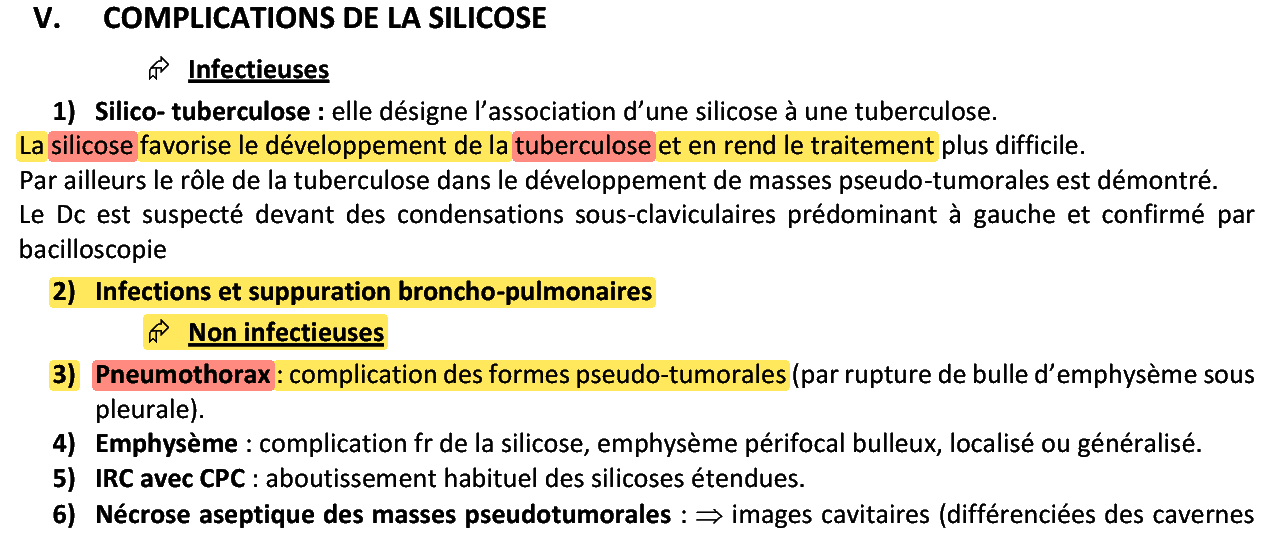 V. COMPLICATIONS DE LA SILICOSE
Infectieuses
1) Silico- tuberculose : elle désigne l’association d’une silicose à une tuberculose.
La silicose favorise le développement de la tuberculose et en rend le traitement plus difficile.
Par ailleurs le rôle de la tuberculose dans le développement de masses pseudo-tumorales est démontré.
Le Dc est suspecté devant des condensations sous-claviculaires prédominant à gauche et confirmé par
bacilloscopie
2) Infections et suppuration broncho-pulmonaires
Non infectieuses
3) Pneumothorax : complication des formes pseudo-tumorales (par rupture de bulle d’emphysème sous
pleurale).
4) Emphysème : complication fr de la silicose, emphysème périfocal bulleux, localisé ou généralisé.
5) IRC avec CPC : aboutissement habituel des silicoses étendues.
6) Nécrose aseptique des masses pseudotumorales : ⇒ images cavitaires (différenciées des cavernes